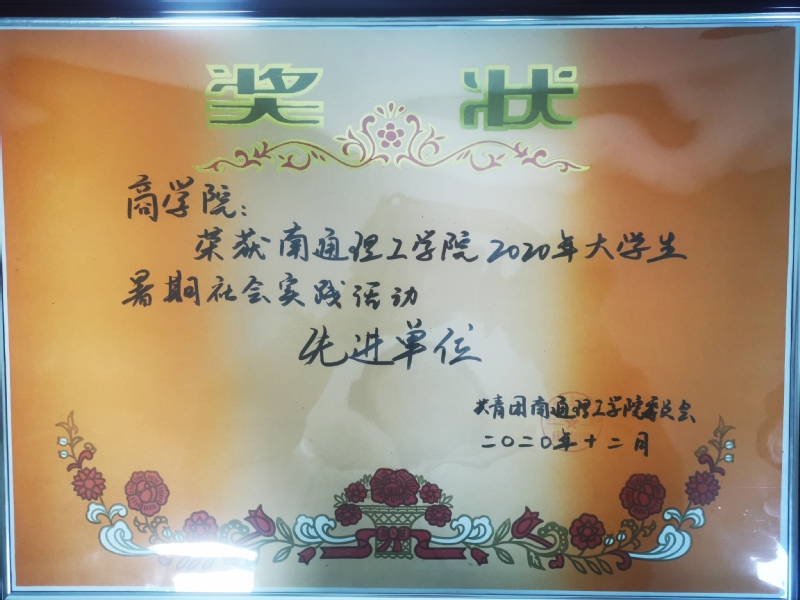 奖 状
商学院：
荣获南通理工学院2020年大学生
暑期社会实践活动
先进单位
共青团南通理工学院委员会
二〇二〇年十二月